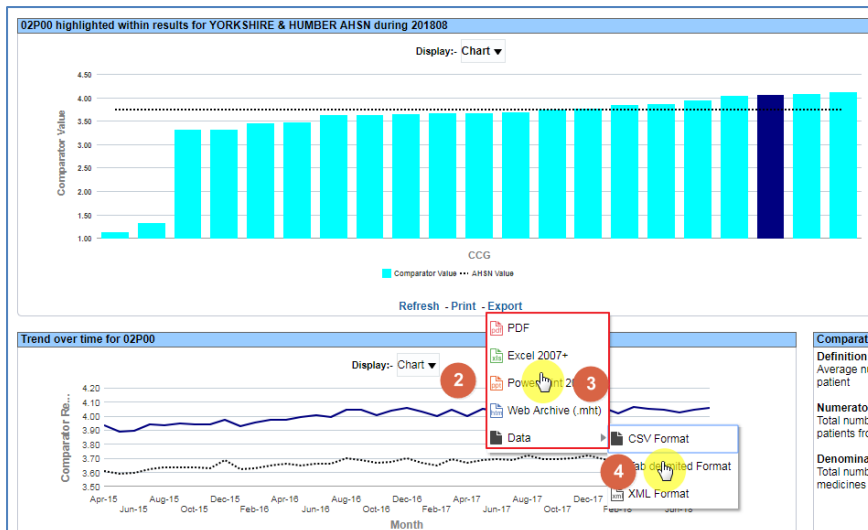 02P00 highlighted within results for YORKSHIRE & HUMBER AHSN during 201808
Display:- Chart
4.50
4.00
3.50
3.00
2.50
2.00
1.50
1.00
Comparator Value
CCG
Comparator Value AHSN Value
Refresh - Print - Export
PDF
Excel 2007+
Web Archive (.mht)
Data
CSV Format
XML Format
2
3
4
Trend over time for 02P00
Display:- Chart
4.20
4.10
4.00
3.90
3.80
3.70
3.60
3.50
Comparator Re...
Apr-15 Aug-15 Dec-15 Apr-16 Aug-16 Dec-16 Apr-17 Aug-17 Dec-17
Jun-15 Oct-15 Feb-16 Jun-16 Oct-16 Feb-17 Jun-17 Oct-17
Month
Comparat
Definition
Average nu
patient
Numerato
Total numb
patients fro
Denomina
Total numb
medicines